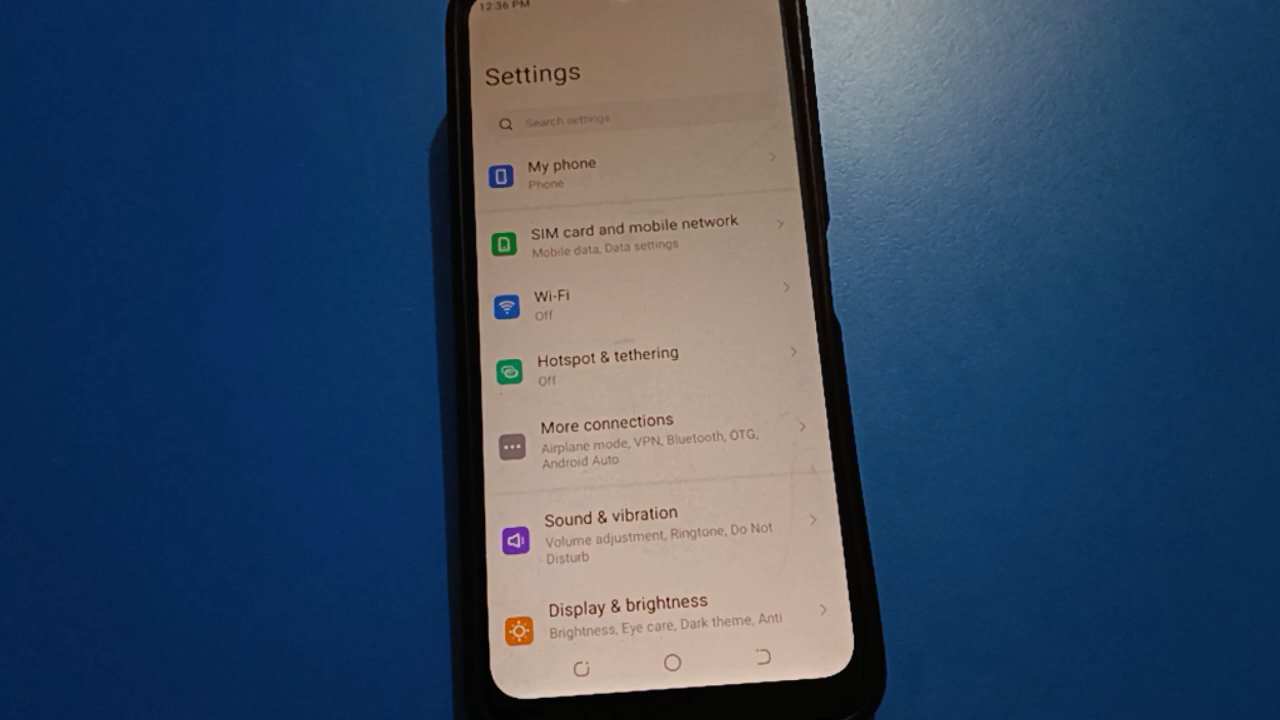 12:36 PM
Settings
Search settings
My phone
Phone
SIM card and mobile network
Mobile data, Data settings
Wi-Fi
Off
Hotspot & tethering
Off
More connections
Airplane mode, VPN, Bluetooth, OTG,
Android Auto
Sound & vibration
Volume adjustment, Ringtone, Do Not
Disturb
Display & brightness
Brightness, Eye care, Dark theme, Anti